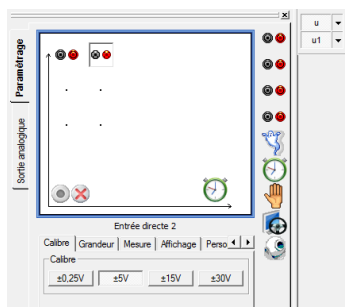 u
u1
Paramétrage
Sortie analogique
Entrée directe 2
Calibre Grandeur Mesure Affichage Perso
Calibre
±0,25V ±5V ±15V ±30V